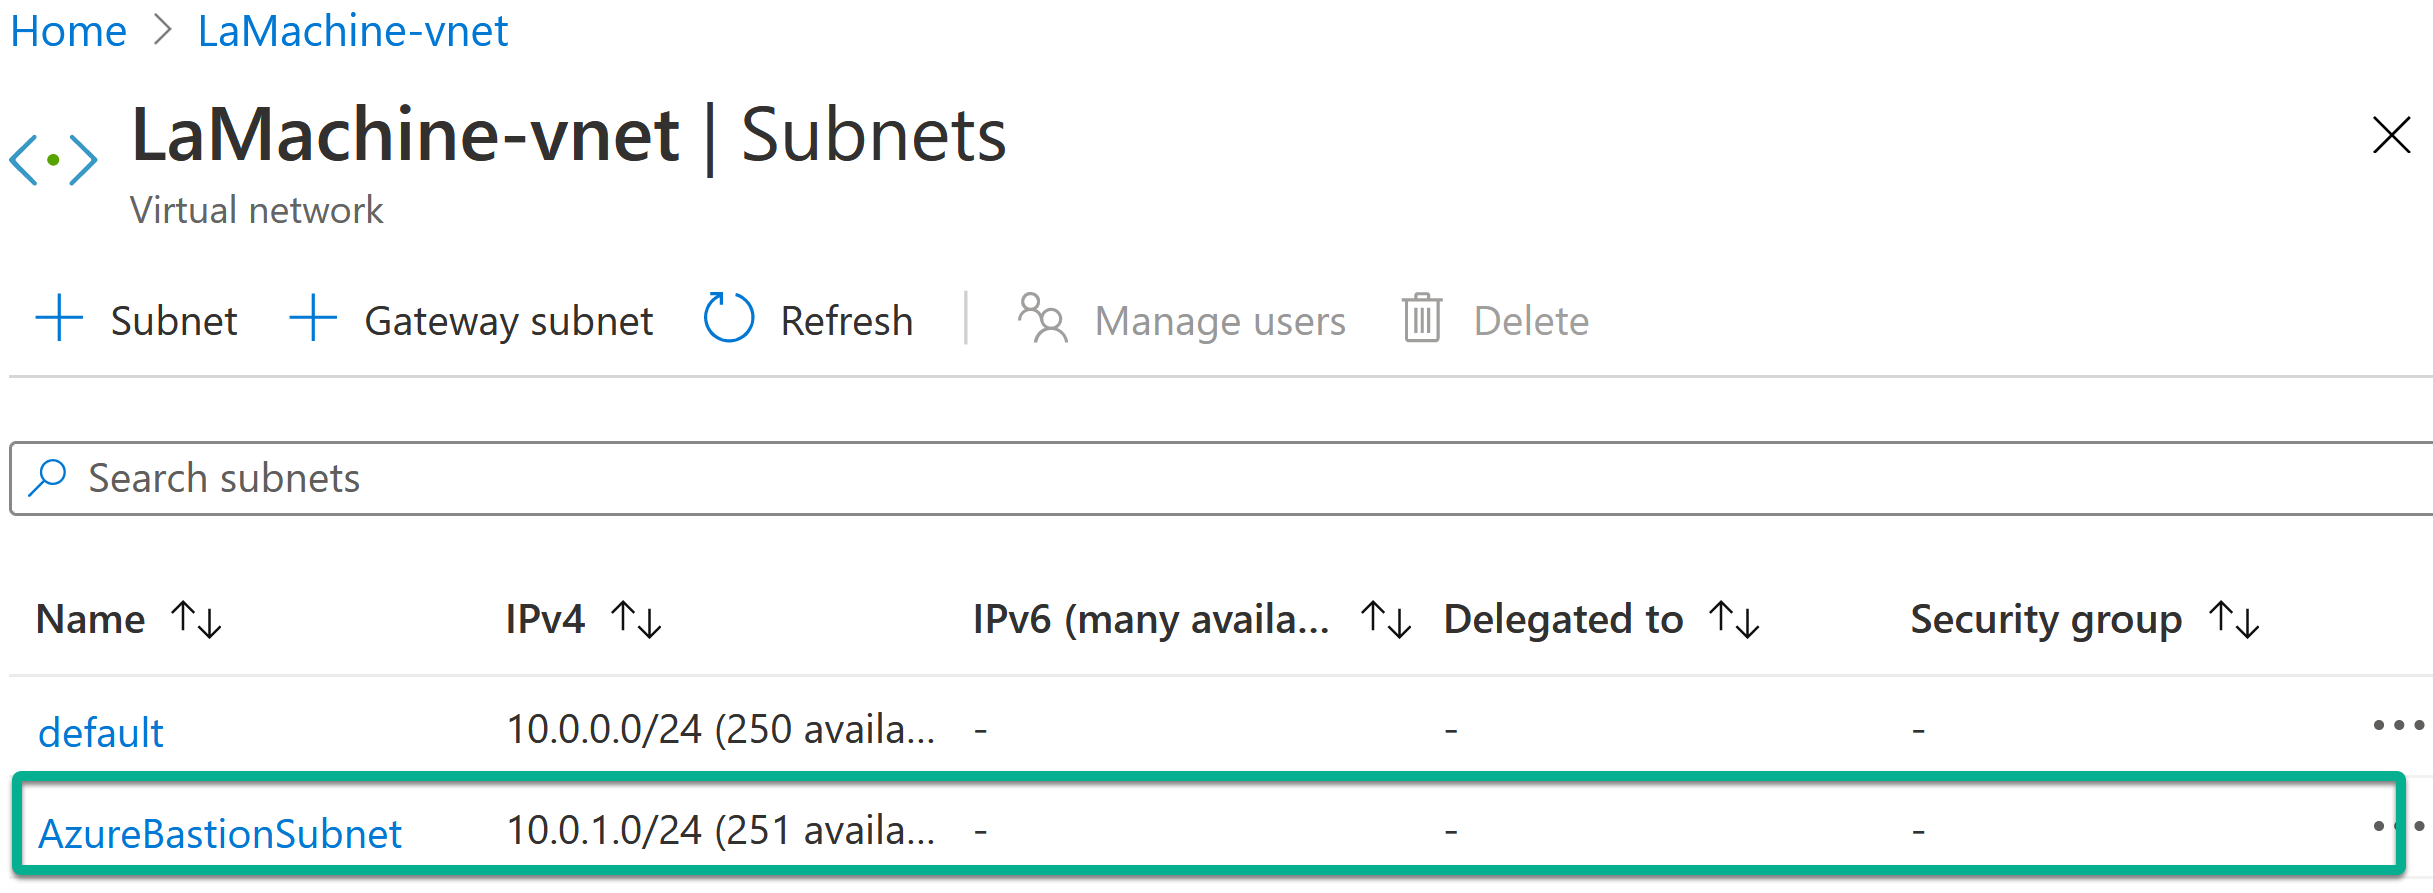 Home > LaMachine-vnet
LaMachine-vnet | Subnets
Virtual network
Subnet Gateway subnet Refresh Manage users Delete
Search subnets
Name IPv4 IPv6 (many availa... Delegated to Security group
default 10.0.0.0/24 (250 availa... - - -
AzureBastionSubnet 10.0.1.0/24 (251 availa... - - -